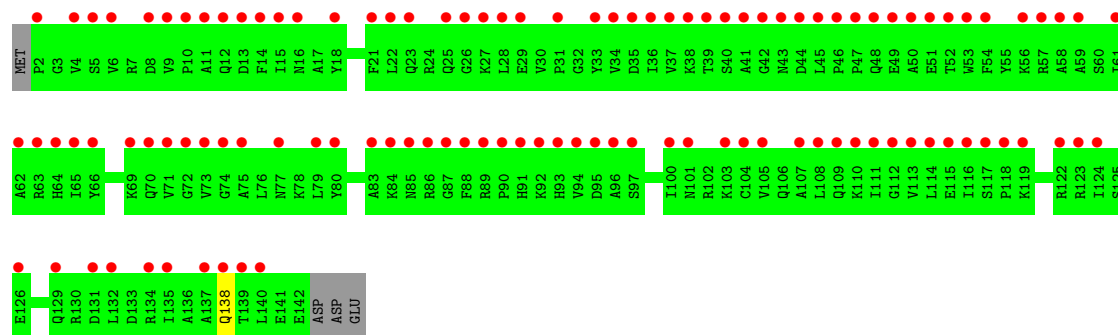 MET P2 G3 V4 S5 V6 R7 D8 V9 P10 A11 Q12 D13 F14 I15 N16 A17 Y18 F21 L22 Q23 R24 Q25 G26 K27 L28 E29 V30 P31 G32 Y33 V34 D35 I36 V37 K38 T39 S40 A41 G42 N43 D44 L45 P46 P47 Q48 E49 A50 E51 T52 W53 F54 Y55 K56 R57 A58 A59 S60 I61
A62 R63 H64 I65 Y66 K69 Q70 V71 G72 V73 G74 A75 L76 N77 K78 L79 Y80 A83 K84 N85 R86 G87 F88 R89 P90 H91 K92 H93 V94 D95 A96 S97 I100 N101 R102 K103 C104 V105 Q106 A107 L108 Q109 K110 I111 G112 V113 L114 E115 I116 S117 P118 K119 R122 R123 I124 S125
E126 Q129 R130 D131 L132 D133 R134 I135 A136 A137 Q138 T139 L140 E141 E142 ASP ASP GLU